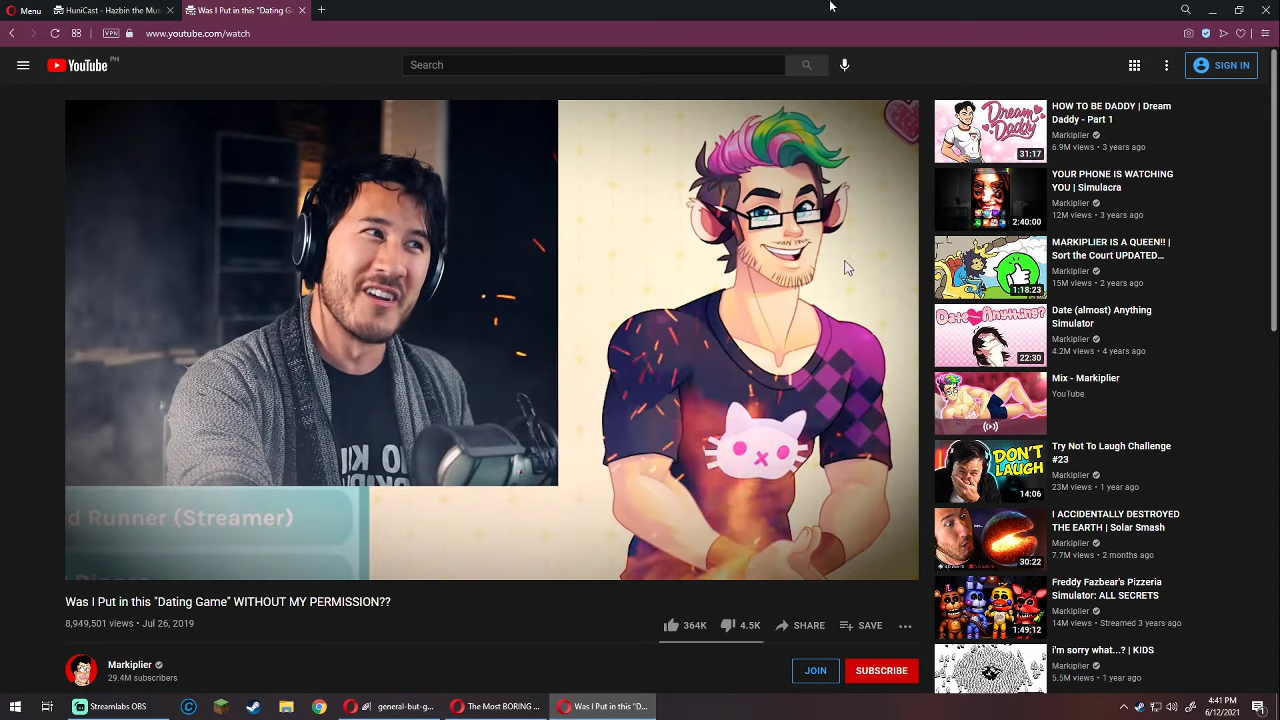 Menu
HuniCast - Hazbin the Mus
Was I Put in this "Dating G
VPN
www.youtube.com/watch
YouTube PH
Search
SIGN IN
d Runner (Streamer)
Was I Put in this "Dating Game" WITHOUT MY PERMISSION??
8,949,501 views • Jul 26, 2019
364K
4.5K
SHARE
SAVE
Markiplier
29.4M subscribers
JOIN
SUBSCRIBE
Dream Daddy
31:17
HOW TO BE DADDY | Dream
Daddy - Part 1
Markiplier
6.9M views • 3 years ago
2:40:00
YOUR PHONE IS WATCHING
YOU | Simulacra
Markiplier
12M views • 3 years ago
1:18:23
MARKIPLIER IS A QUEEN!! |
Sort the Court UPDATED...
Markiplier
15M views • 2 years ago
Date Anything?
22:30
Date (almost) Anything
Simulator
Markiplier
4.2M views • 4 years ago
Mix - Markiplier
YouTube
DON'T
LAUGH
14:06
Try Not To Laugh Challenge
#23
Markiplier
23M views • 1 year ago
30:22
I ACCIDENTALLY DESTROYED
THE EARTH | Solar Smash
Markiplier
7.7M views • 2 months ago
1:49:12
Freddy Fazbear's Pizzeria
Simulator: ALL SECRETS
Markiplier
14M views • Streamed 3 years ago
i'm sorry what...? | KIDS
Markiplier
5.5M views • 1 year ago
Streamlabs OBS
general-but-g...
The Most BORING ...
Was I Put in this "D...
4:41 PM
6/12/2021